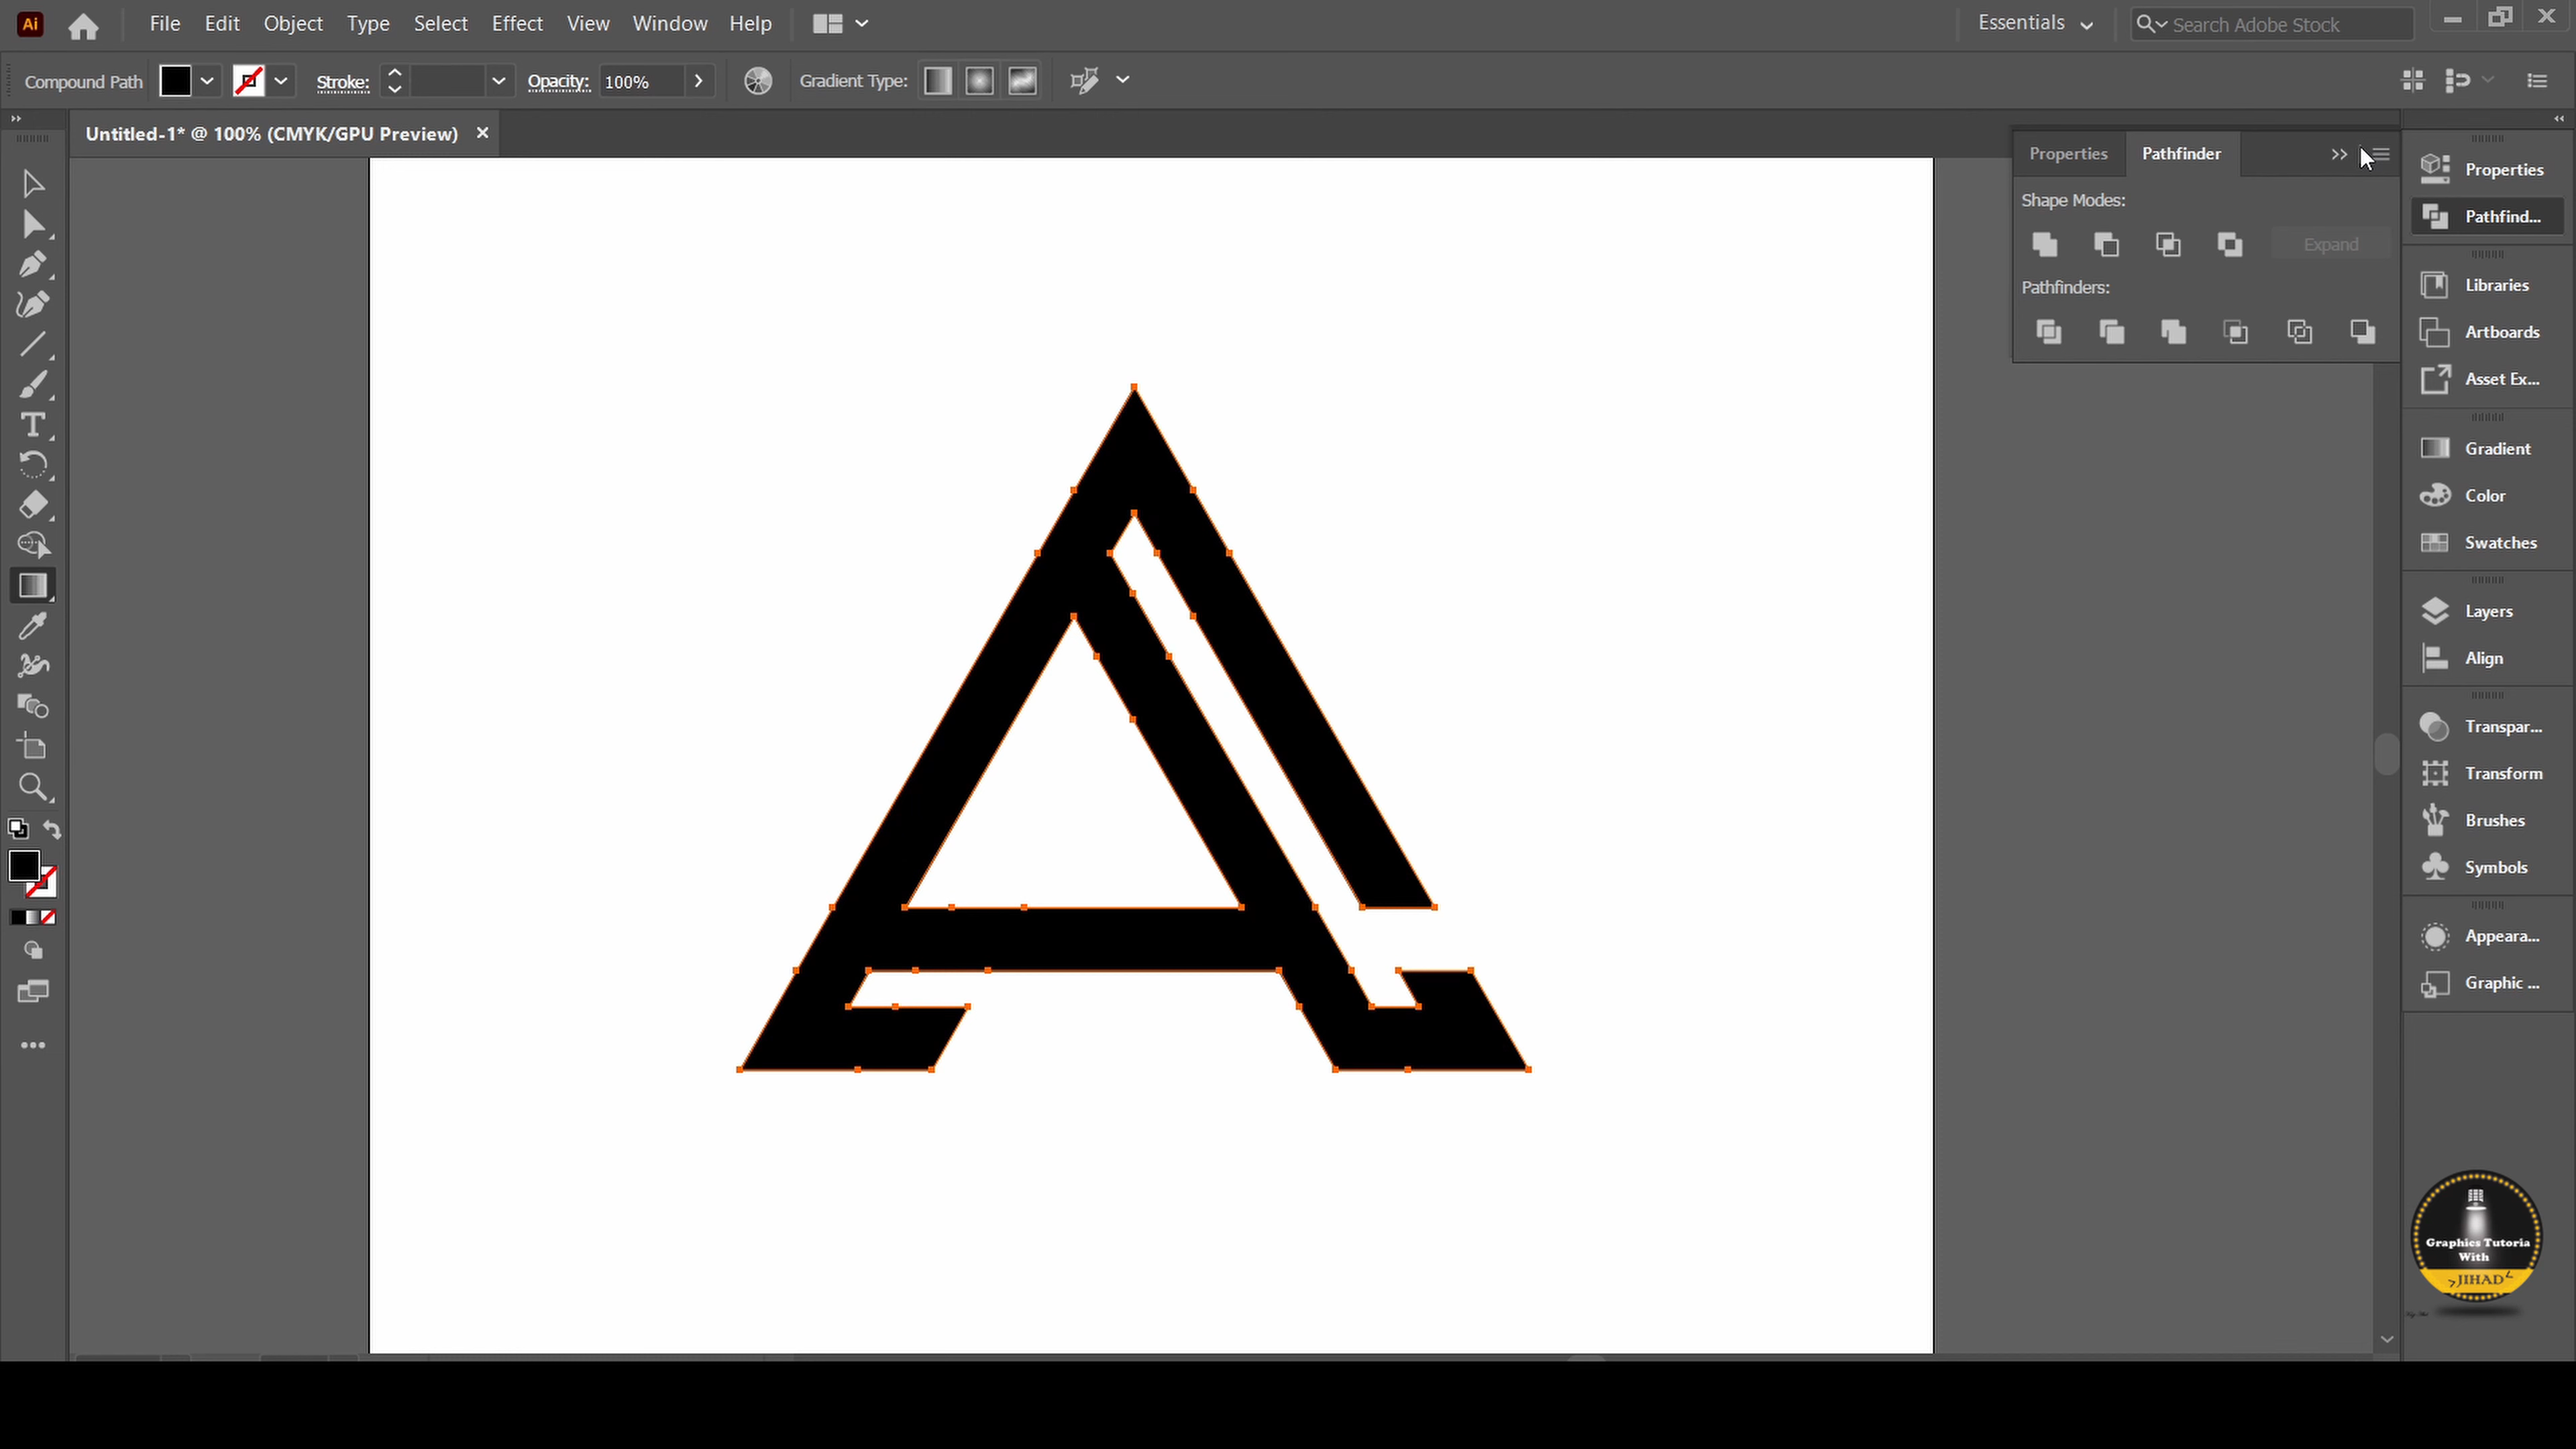 Ai File Edit Object Type Select Effect View Window Help Essentials Search Adobe Stock
Compound Path Stroke: Opacity: 100% Gradient Type:
Untitled-1* @ 100% (CMYK/GPU Preview)
Properties Pathfinder
Shape Modes:
Expand
Pathfinders:
Properties
Pathfind...
Libraries
Artboards
Asset Ex...
Gradient
Color
Swatches
Layers
Align
Transpar...
Transform
Brushes
Symbols
Appeara...
Graphic ...
A
Graphics Tutoria
With
JIHAD